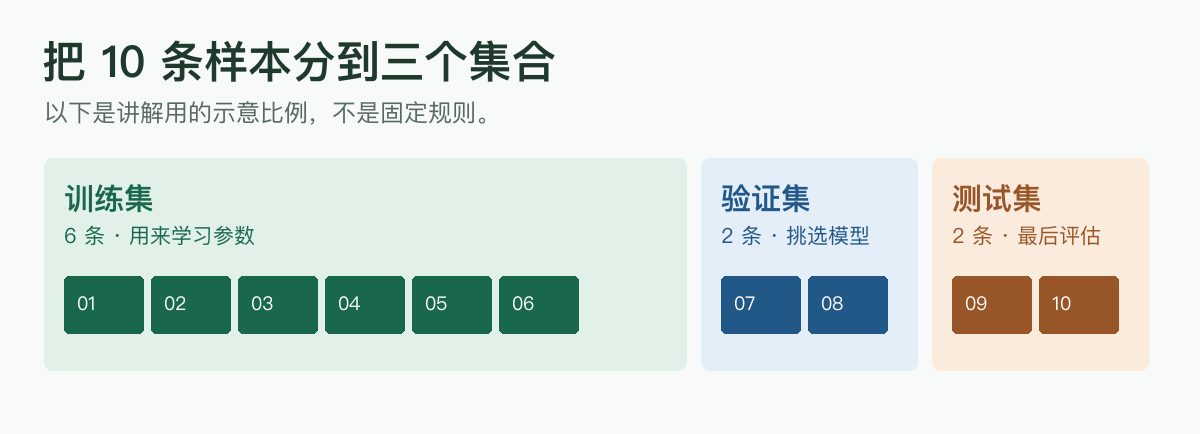 把 10 条样本分到三个集合
以下是讲解用的示意比例，不是固定规则。
训练集
6 条 · 用来学习参数
01 02 03 04 05 06
验证集
2 条 · 挑选模型
07 08
测试集
2 条 · 最后评估
09 10